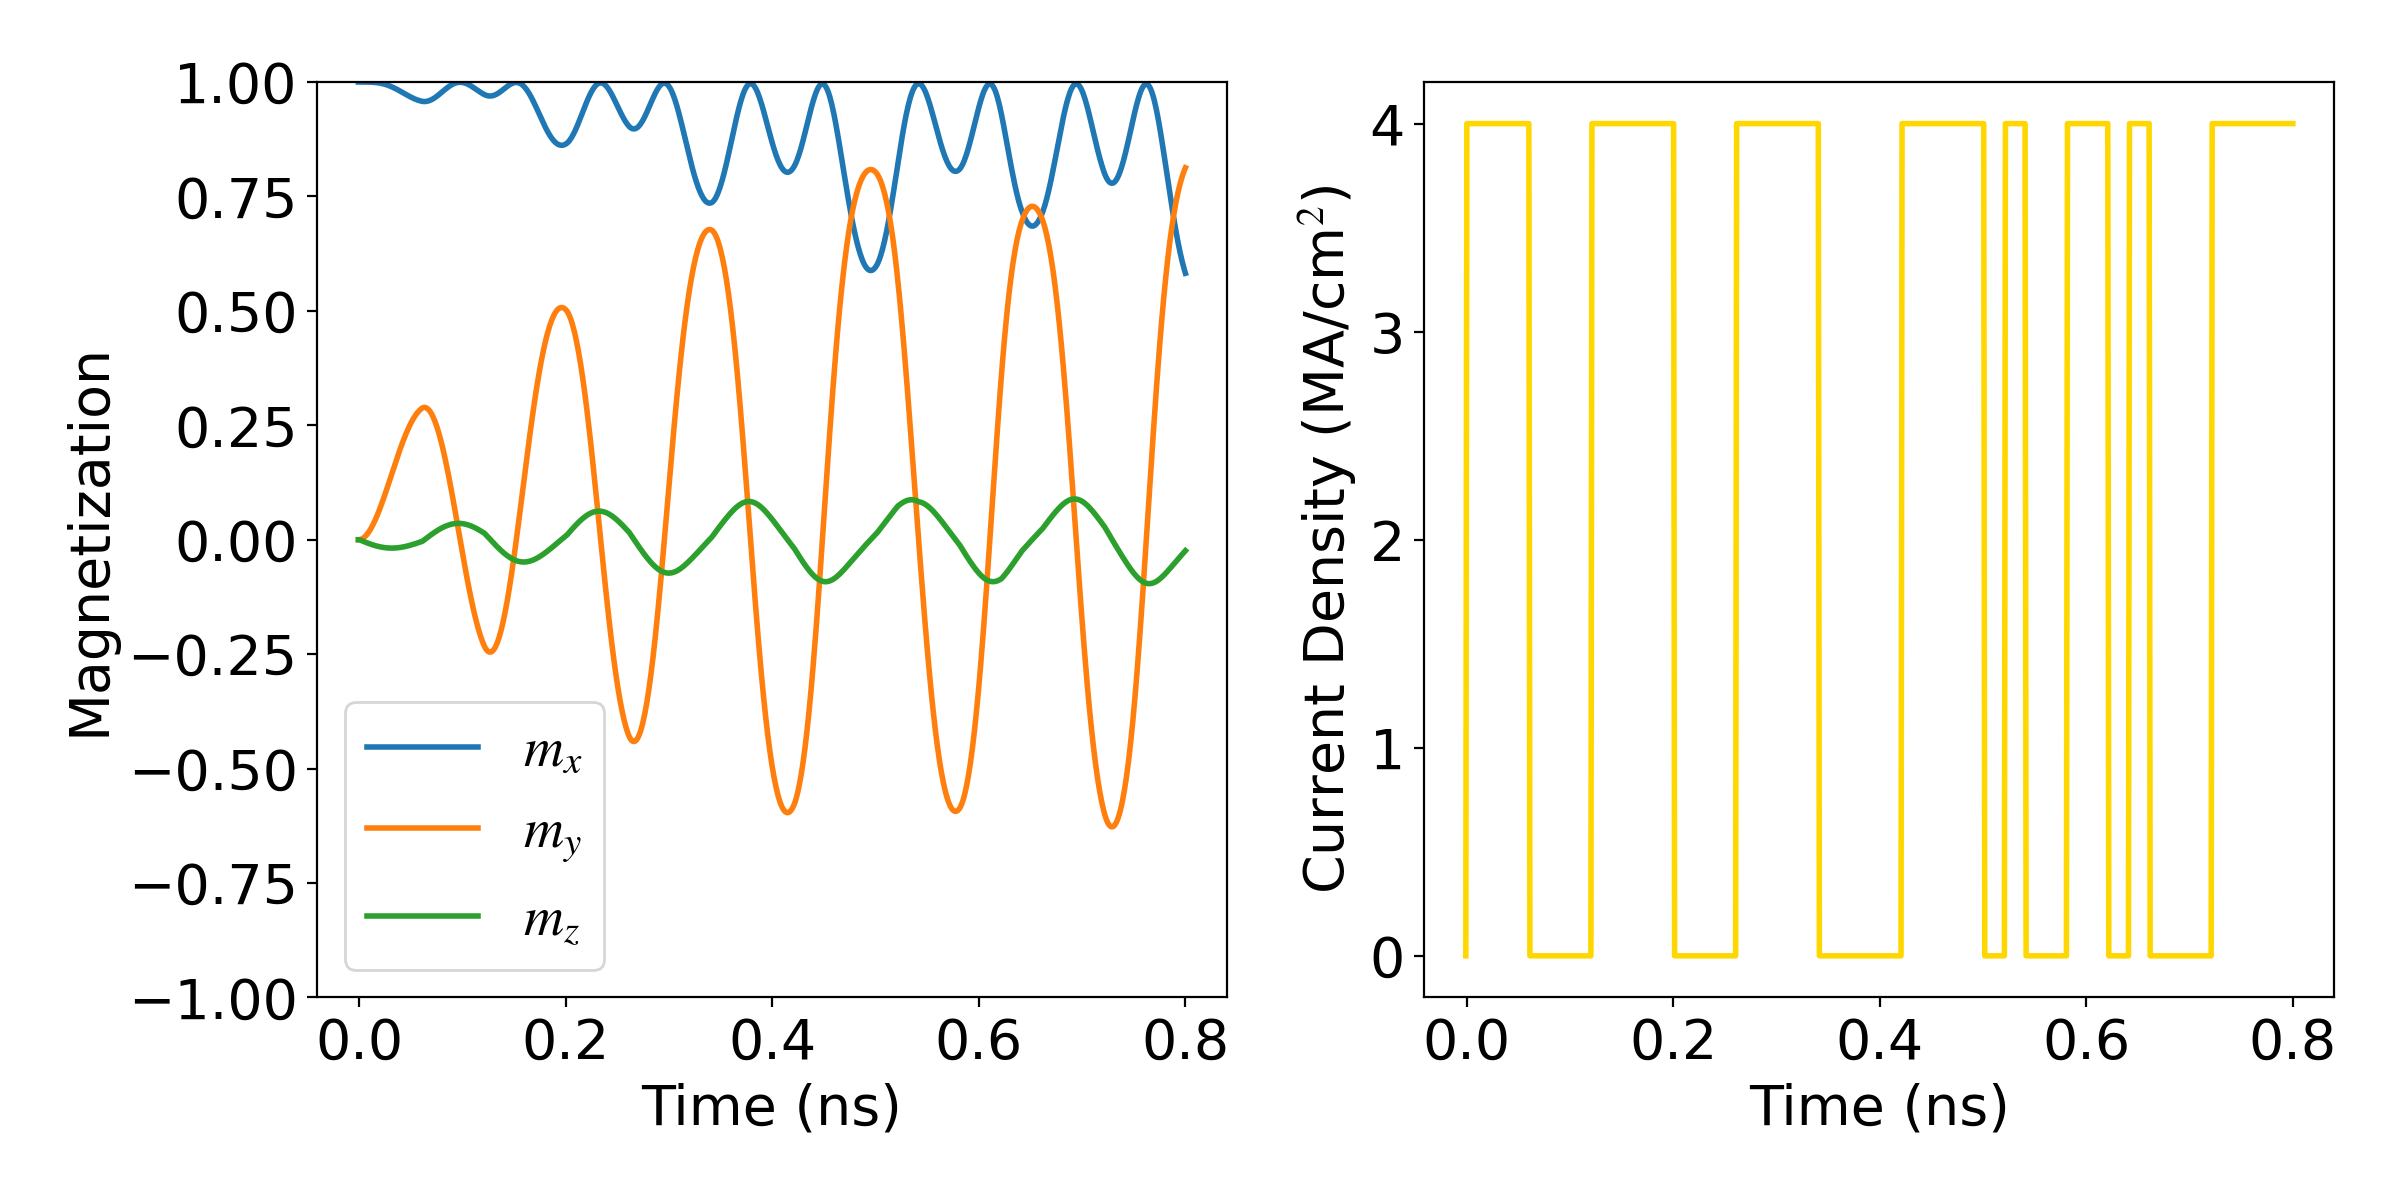 Magnetization
1.00
0.75
0.50
0.25
0.00
−0.25
−0.50
−0.75
−1.00
0.0 0.2 0.4 0.6 0.8
Time (ns)
m_x
m_y
m_z
Current Density (MA/cm²)
4
3
2
1
0
0.0 0.2 0.4 0.6 0.8
Time (ns)